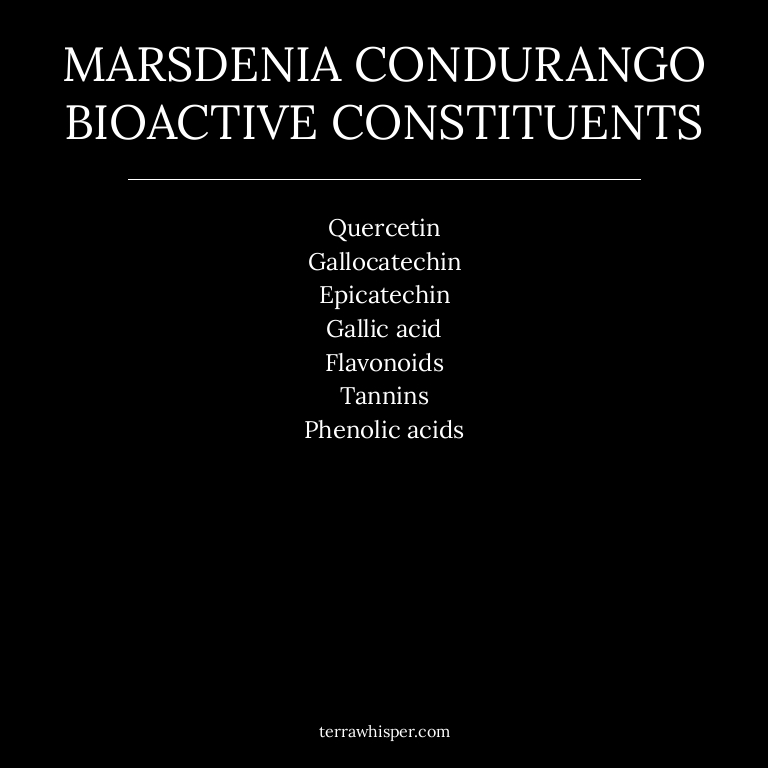 MARSDENIA CONDURANGO
BIOACTIVE CONSTITUENTS
Quercetin
Gallocatechin
Epicatechin
Gallic acid
Flavonoids
Tannins
Phenolic acids
terrawhisper.com